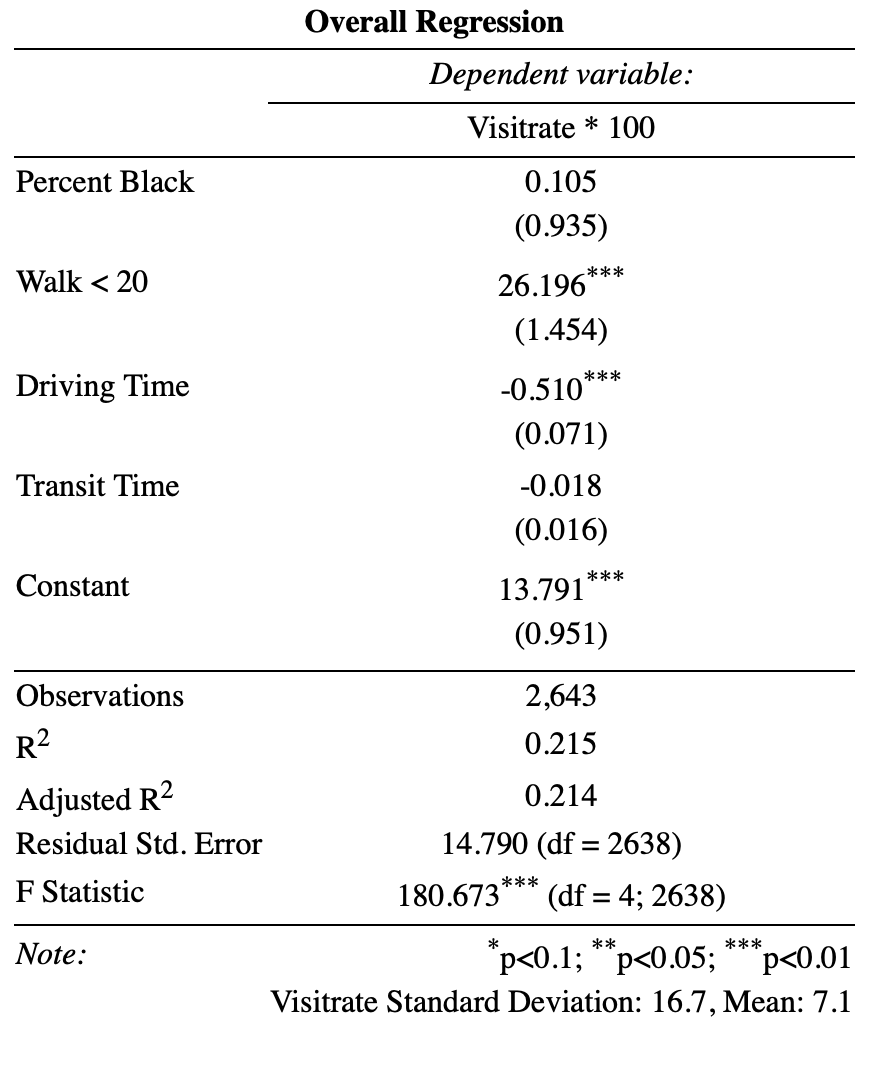 Overall Regression
Dependent variable:
Visitrate * 100
Percent Black 0.105
(0.935)
Walk < 20 26.196***
(1.454)
Driving Time -0.510***
(0.071)
Transit Time -0.018
(0.016)
Constant 13.791***
(0.951)
Observations 2,643
R2 0.215
Adjusted R2 0.214
Residual Std. Error 14.790 (df = 2638)
F Statistic 180.673*** (df = 4; 2638)
Note: *p<0.1; **p<0.05; ***p<0.01
Visitrate Standard Deviation: 16.7, Mean: 7.1